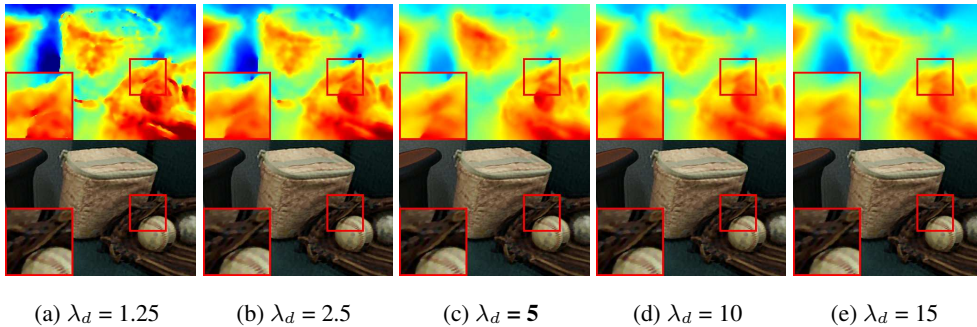 (a) λ_d = 1.25
(b) λ_d = 2.5
(c) λ_d = 5
(d) λ_d = 10
(e) λ_d = 15